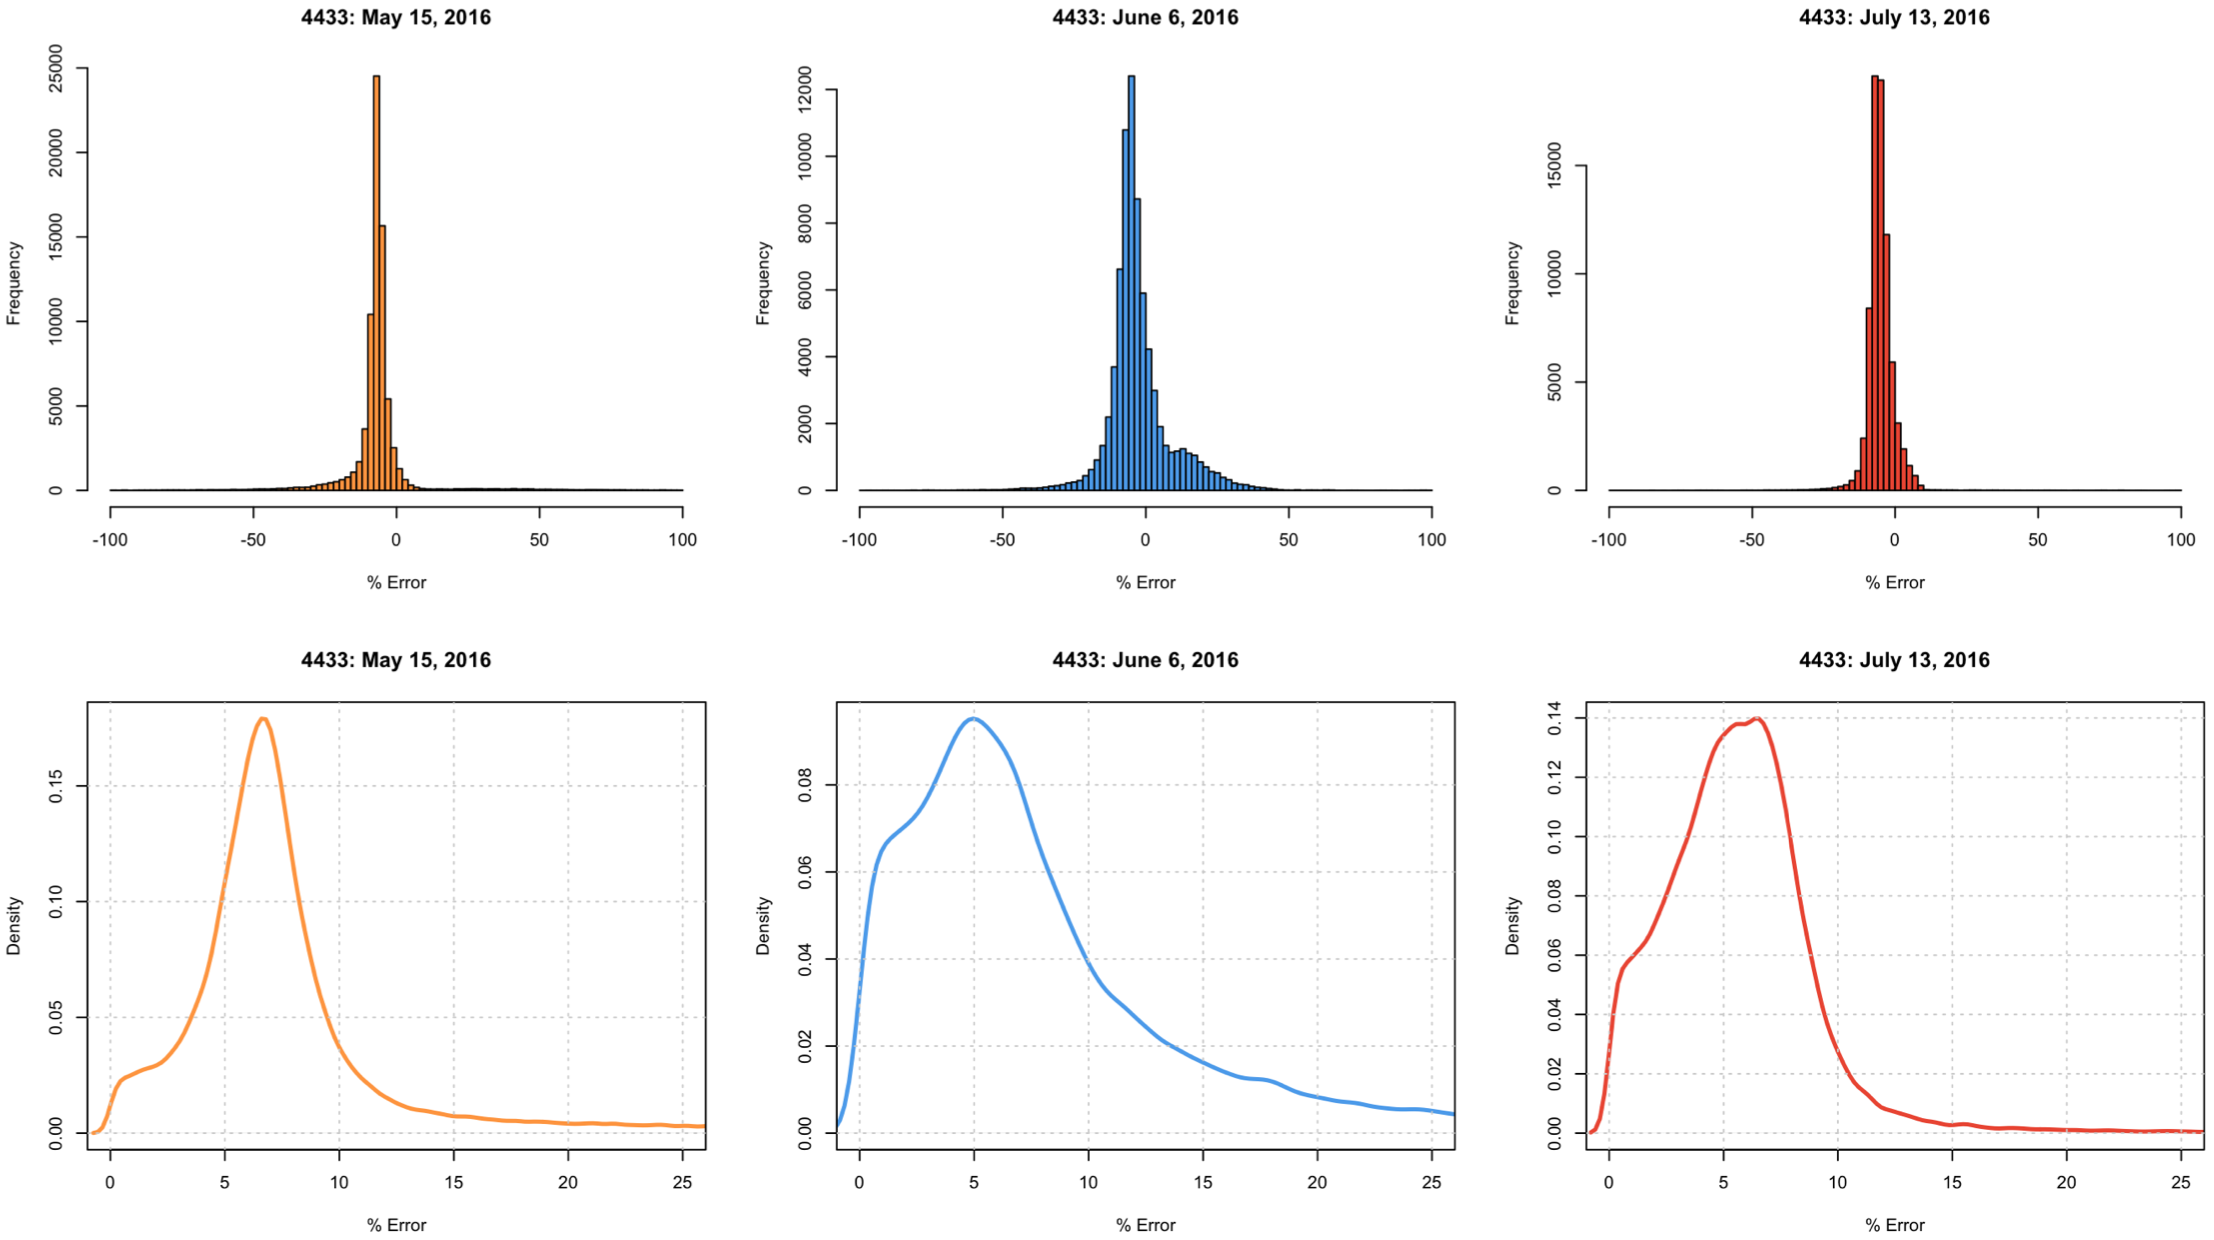 4433: May 15, 2016
Frequency
25000
20000
15000
10000
5000
0
-100 -50 0 50 100
% Error
4433: June 6, 2016
Frequency
12000
10000
8000
6000
4000
2000
0
-100 -50 0 50 100
% Error
4433: July 13, 2016
Frequency
15000
10000
5000
0
-100 -50 0 50 100
% Error
4433: May 15, 2016
Density
0.15
0.10
0.05
0.00
0 5 10 15 20 25
% Error
4433: June 6, 2016
Density
0.08
0.06
0.04
0.02
0.00
0 5 10 15 20 25
% Error
4433: July 13, 2016
Density
0.14
0.12
0.10
0.08
0.06
0.04
0.02
0.00
0 5 10 15 20 25
% Error